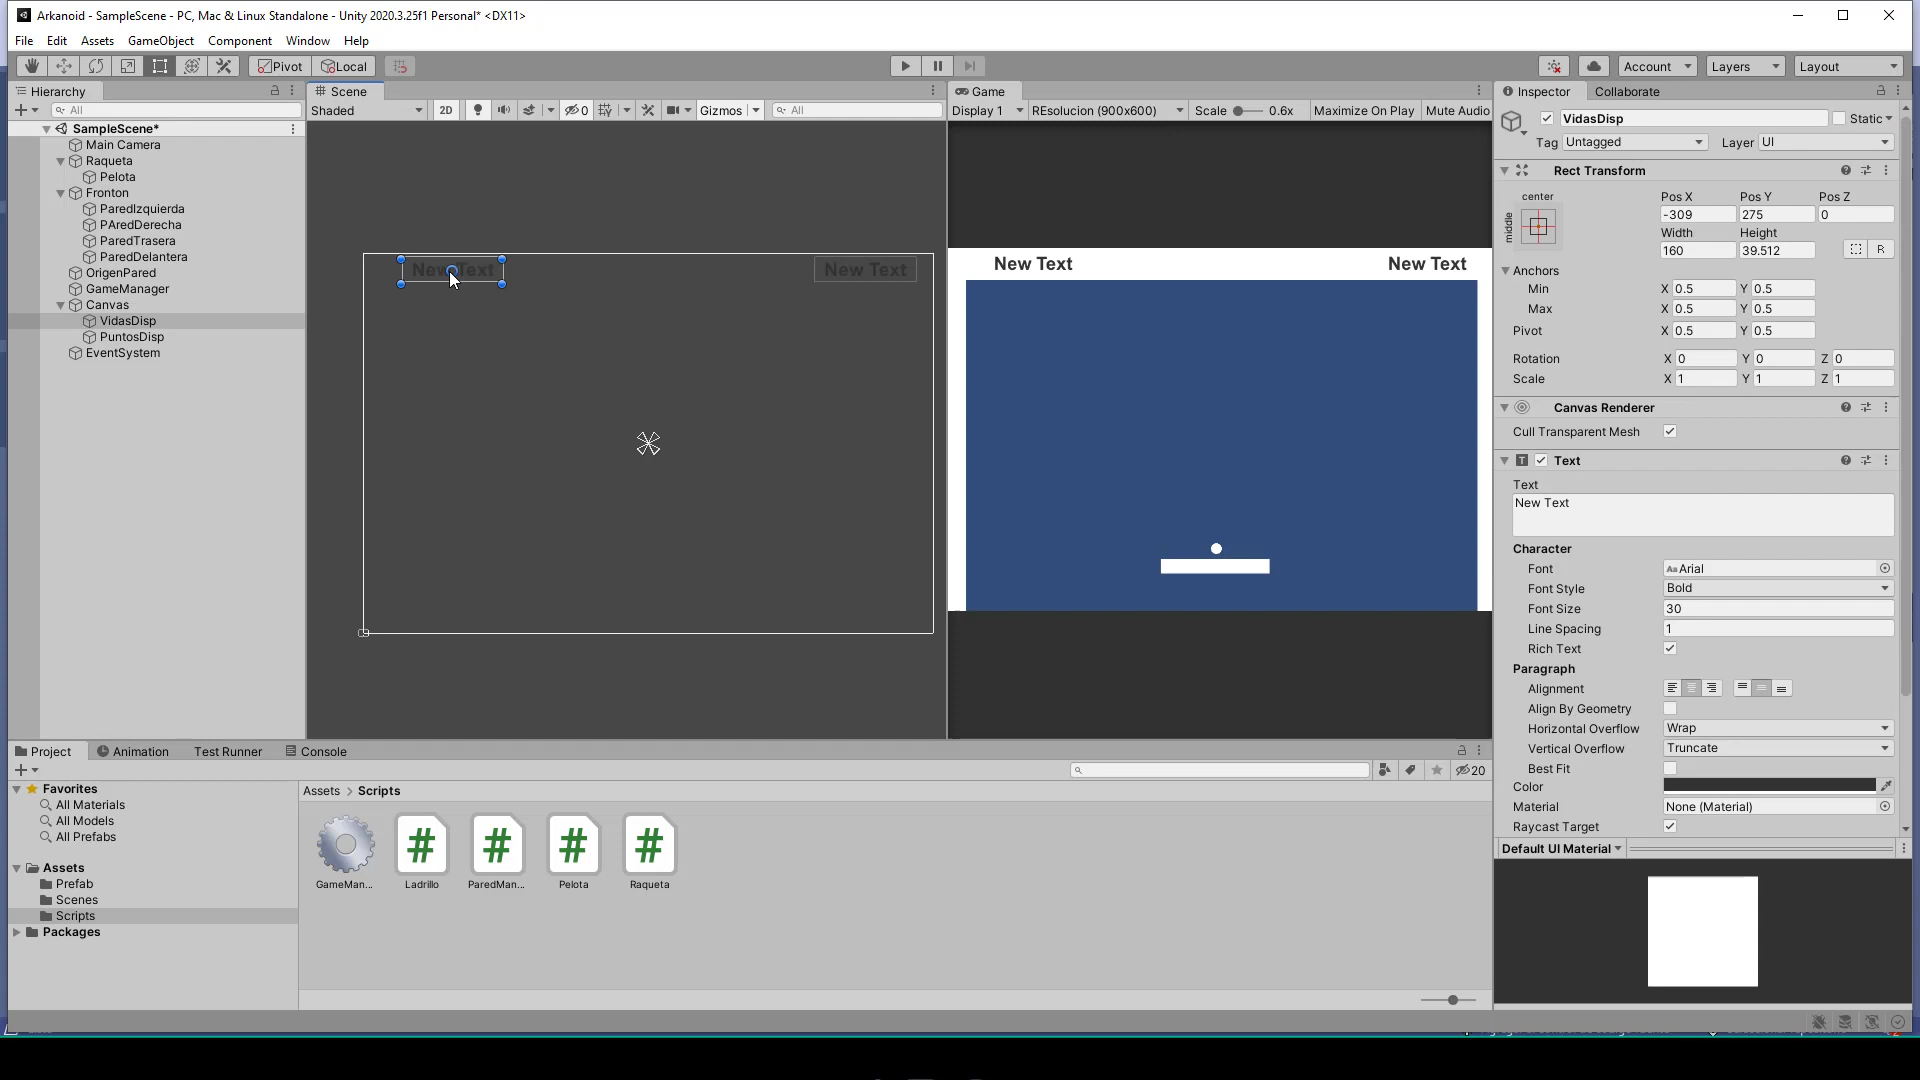 Arkanoid - SampleScene - PC, Mac & Linux Standalone - Unity 2020.3.25f1 Personal* <DX11>
File Edit Assets GameObject Component Window Help
Pivot Local Account Layers Layout
Hierarchy
All
SampleScene*
Main Camera
Raqueta
Pelota
Fronton
ParedIzquierda
PAredDerecha
ParedTrasera
ParedDelantera
OrigenPared
GameManager
Canvas
VidasDisp
PuntosDisp
EventSystem
Scene
Shaded 2D 0 Gizmos All
New Text New Text
Game
Display 1 REsolucion (900x600) Scale 0.6x Maximize On Play Mute Audio
New Text New Text
Inspector Collaborate
VidasDisp Static
Tag Untagged Layer UI
Rect Transform
center
middle
Pos X Pos Y Pos Z
-309 275 0
Width Height
160 39.512 R
Anchors
Min X 0.5 Y 0.5
Max X 0.5 Y 0.5
Pivot X 0.5 Y 0.5
Rotation X 0 Y 0 Z 0
Scale X 1 Y 1 Z 1
Canvas Renderer
Cull Transparent Mesh
Text
Text
New Text
Character
Font Aa Arial
Font Style Bold
Font Size 30
Line Spacing 1
Rich Text
Paragraph
Alignment
Align By Geometry
Horizontal Overflow Wrap
Vertical Overflow Truncate
Best Fit
Color
Material None (Material)
Raycast Target
Default UI Material
Project Animation Test Runner Console
20
Favorites
All Materials
All Models
All Prefabs
Assets
Prefab
Scenes
Scripts
Packages
Assets > Scripts
GameMan... Ladrillo ParedMan... Pelota Raqueta